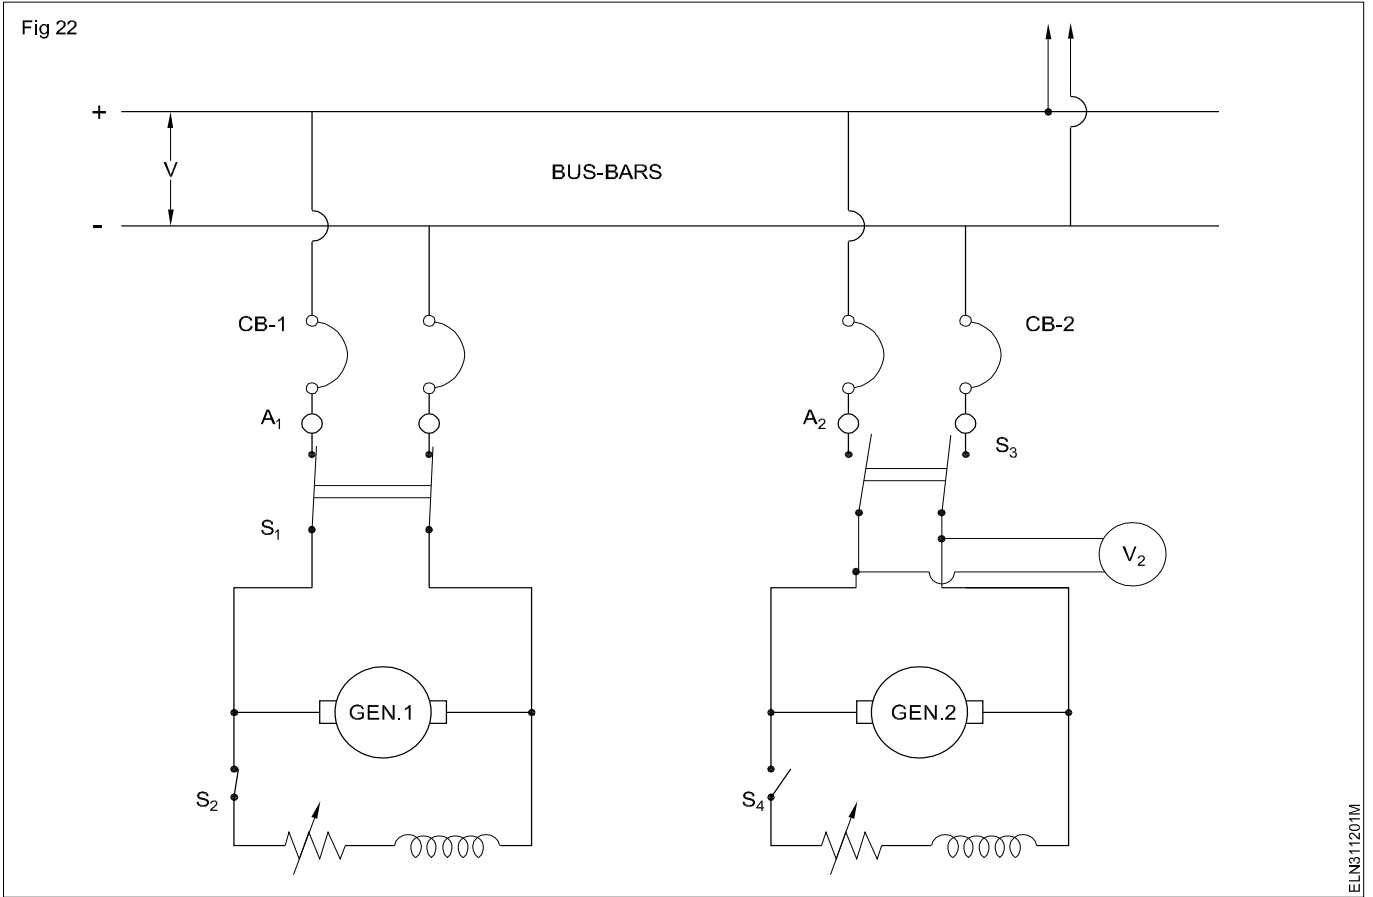 Fig 22
+
V
BUS-BARS
-
CB-1
CB-2
A₁
A₂
S₃
S₁
V₂
GEN.1
GEN.2
S₂
S₄
ELN311201M